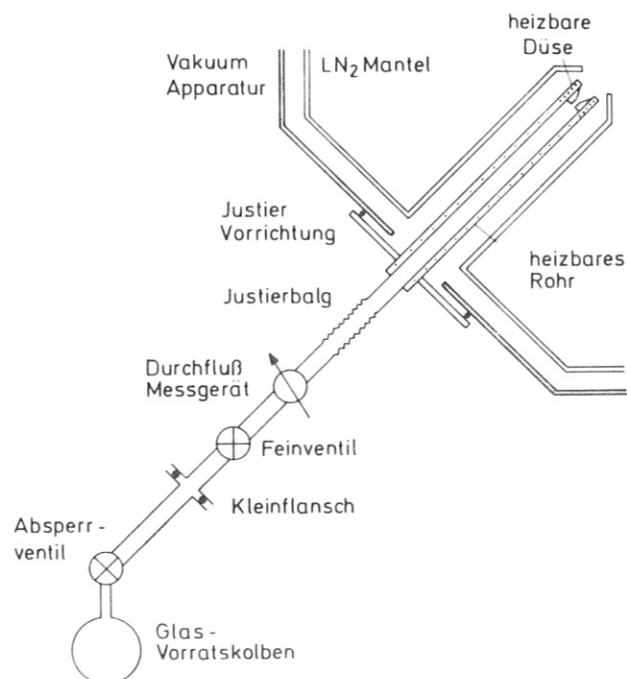 heizbare
Düse
Vakuum
Apparatur
LN₂ Mantel
Justier
Vorrichtung
heizbares
Rohr
Justierbalg
Durchfluß
Messgerät
Feinventil
Kleinflansch
Absperr-
ventil
Glas-
Vorratskolben